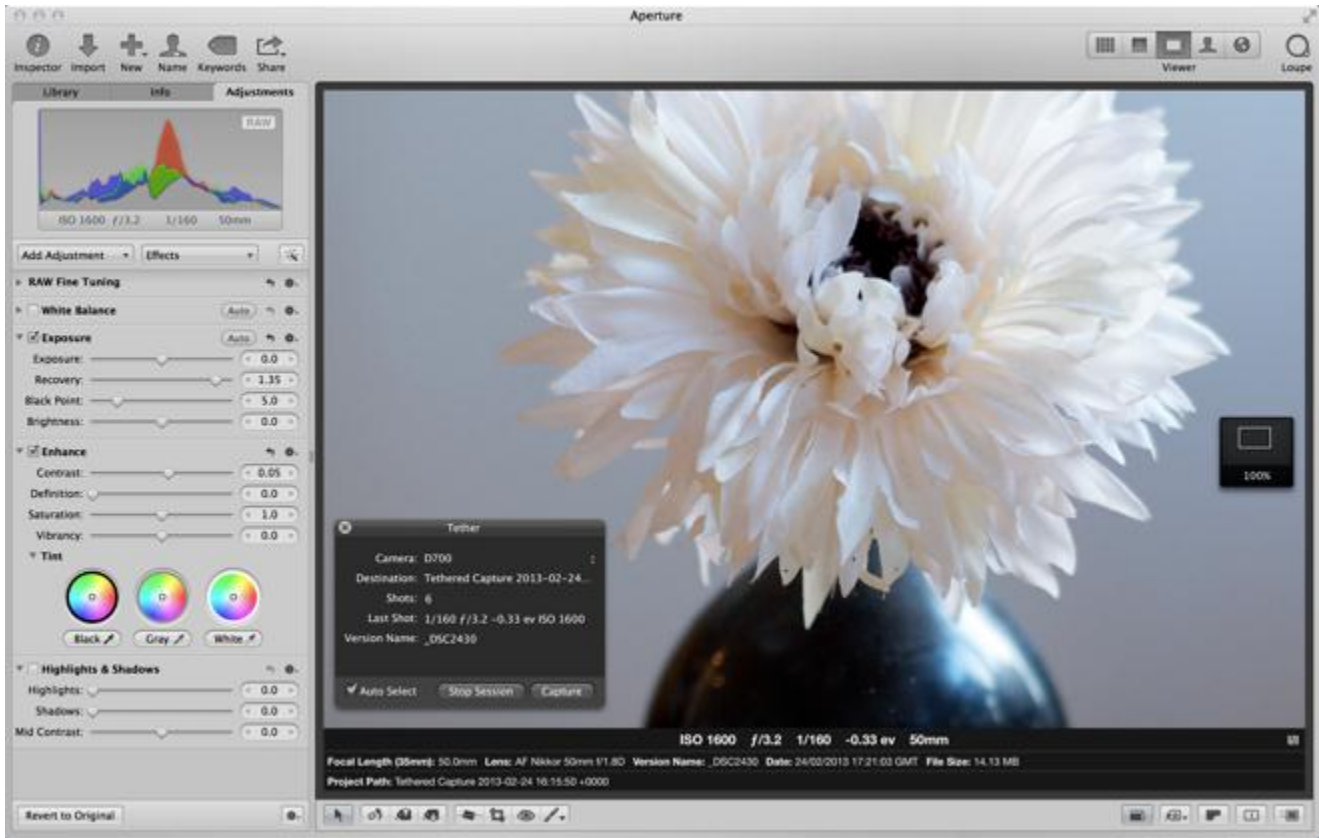 Aperture
Inspector Import New Name Keywords Share
Viewer
Loupe
Library Info Adjustments
RAW
ISO 1600 ƒ/3.2 1/160 50mm
Add Adjustment Effects
RAW Fine Tuning
White Balance Auto
Exposure Auto
Exposure: 0.0
Recovery: 1.35
Black Point: 5.0
Brightness: 0.0
Enhance
Contrast: 0.05
Definition: 0.0
Saturation: 1.0
Vibrancy: 0.0
Tint
Black Gray White
Highlights & Shadows
Highlights: 0.0
Shadows: 0.0
Mid Contrast: 0.0
Revert to Original
100%
Tether
Camera: D700
Destination: Tethered Capture 2013-02-24...
Shots: 6
Last Shot: 1/160 ƒ/3.2 -0.33 ev ISO 1600
Version Name: _DSC2430
Auto Select Stop Session Capture
ISO 1600 ƒ/3.2 1/160 -0.33 ev 50mm
Focal Length (35mm): 50.0mm Lens: AF Nikkor 50mm f/1.8D Version Name: _DSC2430 Date: 24/02/2013 17:21:03 GMT File Size: 14.13 MB
Project Path: Tethered Capture 2013-02-24 16:15:50 +0000